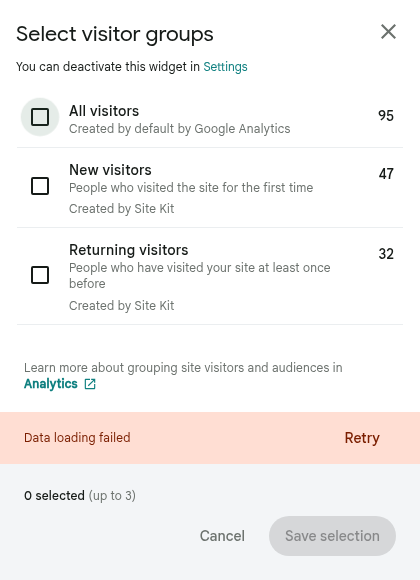 Select visitor groups
You can deactivate this widget in Settings
All visitors
95
Created by default by Google Analytics
New visitors
47
People who visited the site for the first time
Created by Site Kit
Returning visitors
32
People who have visited your site at least once
before
Created by Site Kit
Learn more about grouping site visitors and audiences in
Analytics
Data loading failed
Retry
0 selected (up to 3)
Cancel
Save selection